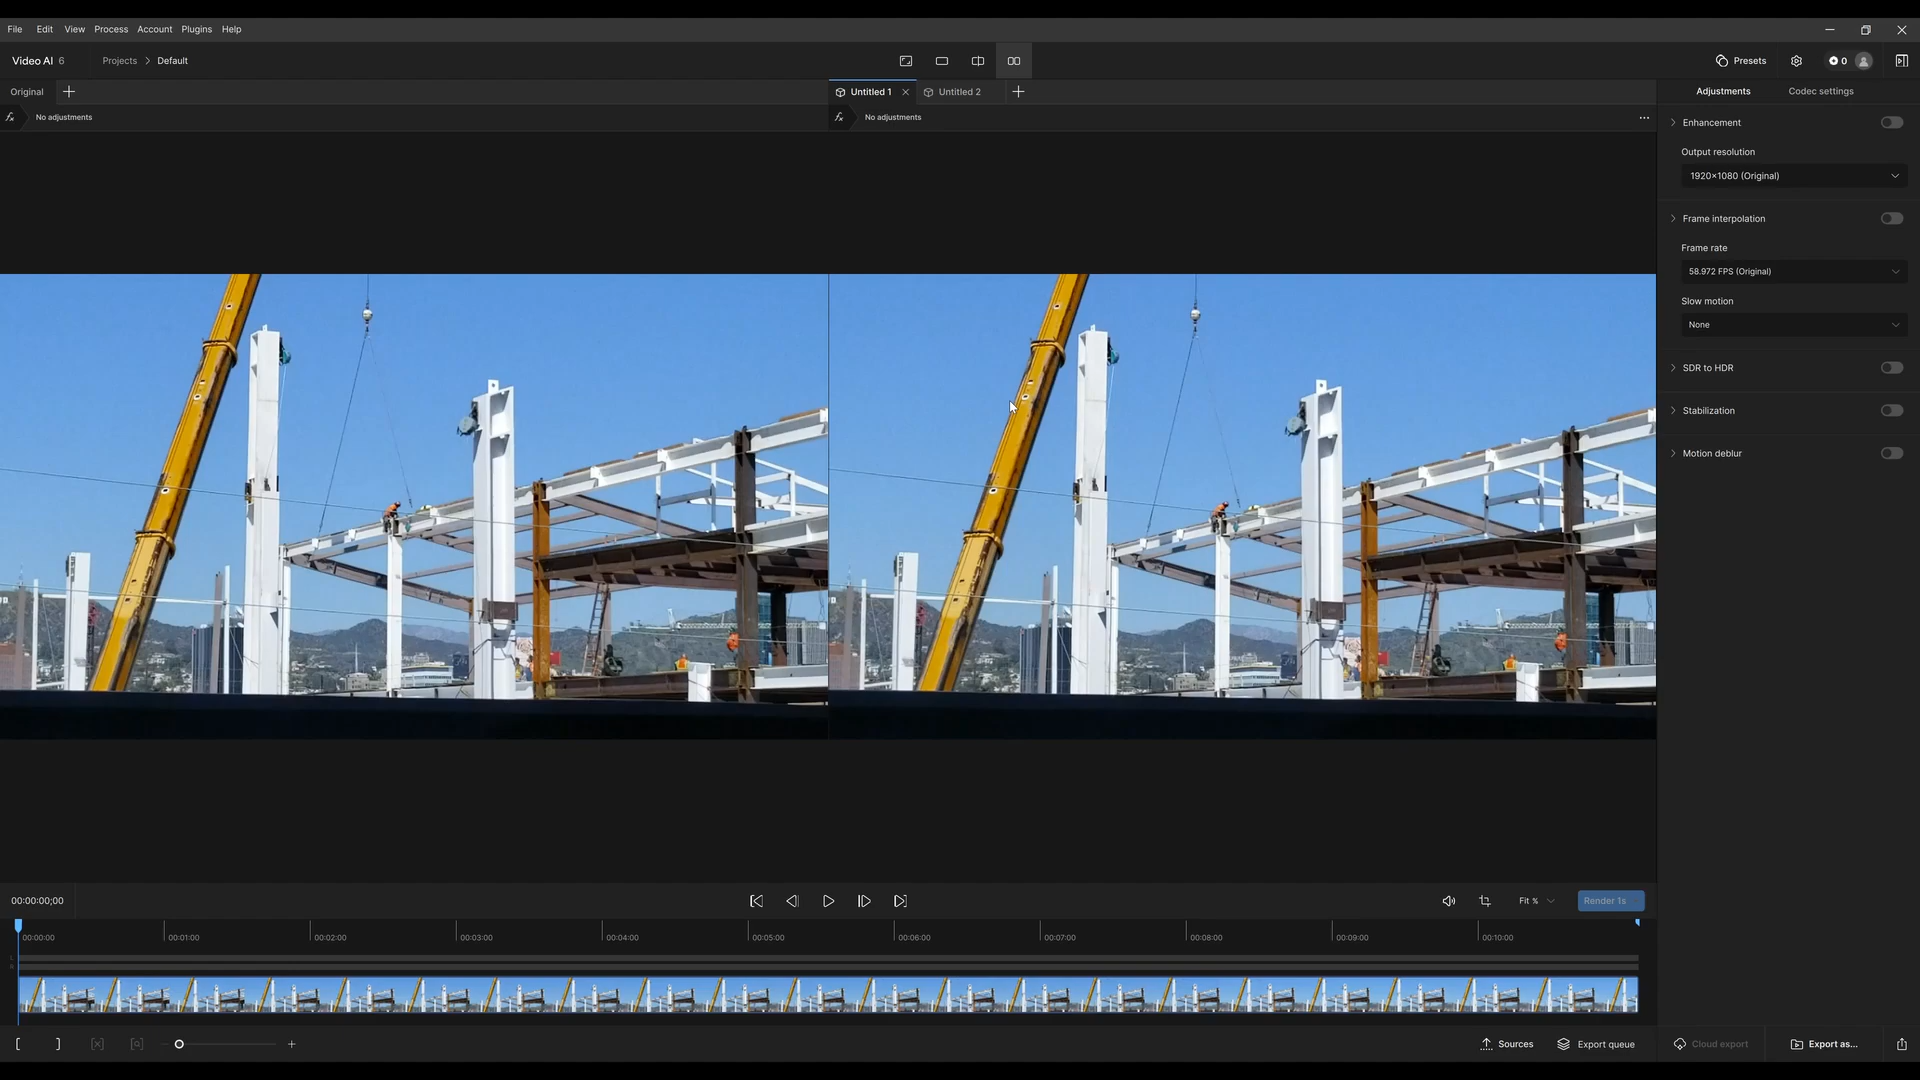 File Edit View Process Account Plugins Help
Video AI 6 Projects > Default Presets 0
Original Untitled 1 Untitled 2 Adjustments Codec settings
No adjustments No adjustments
Enhancement
Output resolution
1920×1080 (Original)
Frame interpolation
Frame rate
58.972 FPS (Original)
Slow motion
None
SDR to HDR
Stabilization
Motion deblur
00:00:00;00 Fit % Render 1s
00:00:00 00:01:00 00:02:00 00:03:00 00:04:00 00:05:00 00:06:00 00:07:00 00:08:00 00:09:00 00:10:00
Sources Export queue Cloud export Export as...